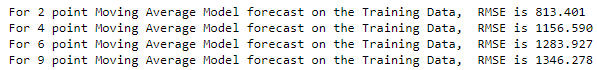 For 2 point Moving Average Model forecast on the Training Data,  RMSE is 813.401
For 4 point Moving Average Model forecast on the Training Data,  RMSE is 1156.590
For 6 point Moving Average Model forecast on the Training Data,  RMSE is 1283.927
For 9 point Moving Average Model forecast on the Training Data,  RMSE is 1346.278